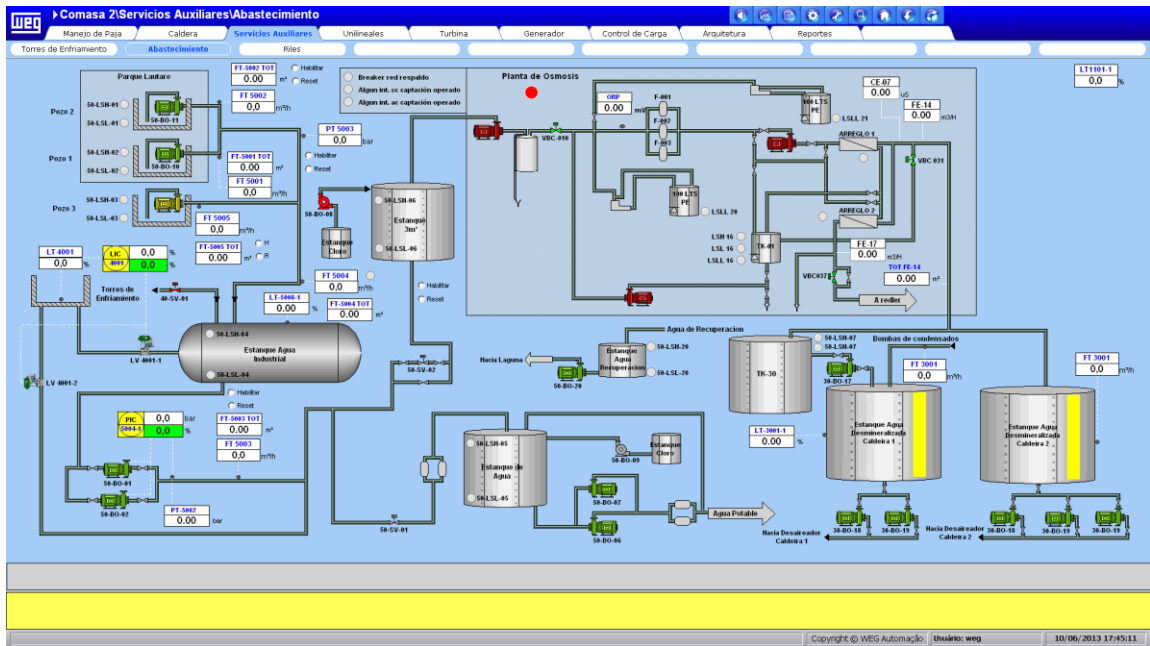 weg
Comasa 2\Servicios Auxiliares\Abastecimiento
Manejo de Paja
Caldera
Servicios Auxiliares
Unilineales
Turbina
Generador
Control de Carga
Arquitetura
Reportes
Torres de Enfriamiento
Abastecimiento
Riles
Parque Lautaro
Pozo 2
50-LSH-01
50-LSL-01
50-BO-11
Pozo 1
50-LSH-02
50-LSL-02
50-BO-10
Pozo 3
50-LSH-03
50-LSL-03
FT-5002 TOT
0.00 m³
Habilitar
Reset
FT 5002
0,0 m³/h
FT-5001 TOT
0.00 m³
FT 5001
0,0 m³/h
FT 5005
0,0 m³/h
FT-5005 TOT
0.00 m³
H
R
Breaker red respaldo
Algun int. cc captación operado
Algun int. ac captación operado
PT 5003
0,0 bar
Habilitar
Reset
50-BO-08
Estanque
Cloro
50-LSH-06
Estanque
3m³
50-LSL-06
FT 5004
0,0 m³/h
FT-5004 TOT
0.00 m³
Habilitar
Reset
Planta de Osmosis
VBC-010
ORP
0.00 mV
F-001
F-002
F-003
100 LTS
PE
LSLL 21
100 LTS
PE
LSLL 20
CE-07
0.00 uS
FE-14
0.00 m3/H
ARREGLO 1
VBC 031
ARREGLO 2
LSH 16
LSL 16
LSLL 16
TK-01
FE-17
0.00 m3/H
VBC037
TOT FE-14
0.00 m³
A redler
LT1101-1
0,0 %
LT 4001
0,0 %
LIC
4001
0,0 %
0,0 %
Torres de
Enfriamiento
40-SV-01
LV 4001-1
LV 4001-2
LT-5008-1
0.00 %
50-LSH-04
Estanque Agua
Industrial
50-LSL-04
50-SV-02
Habilitar
Reset
PIC
5004-1
0,0 bar
0,0 %
FT-5003 TOT
0.00 m³
FT 5003
0,0 m³/h
50-BO-01
50-BO-02
PT-5002
0.00 bar
50-SV-01
Agua de Recuperacion
Hacia Laguna
50-BO-20
Estanque
Agua
Recuperacion
50-LSH-20
50-LSL-20
50-LSH-05
Estanque de
Agua
50-LSL-05
50-BO-09
Estanque
Cloro
50-BO-07
50-BO-06
Agua Potable
TK-30
50-LSH-07
50-LSH-07
30-BO-17
Bombas de condensados
FT 3001
0,0 m³/h
LT-3001-1
0.00 %
Estanque Agua
Desmineralizada
Caldeira 1
Estanque Agua
Desmineralizada
Caldeira 2
FT 3001
0,0 m³/h
30-BO-18
30-BO-19
Hacia Desaireador
Caldeira 1
Hacia Desaireador
Caldeira 2
30-BO-18
30-BO-19
30-BO-19
Copyright © WEG Automação
Usuário: weg
10/06/2013 17:45:11